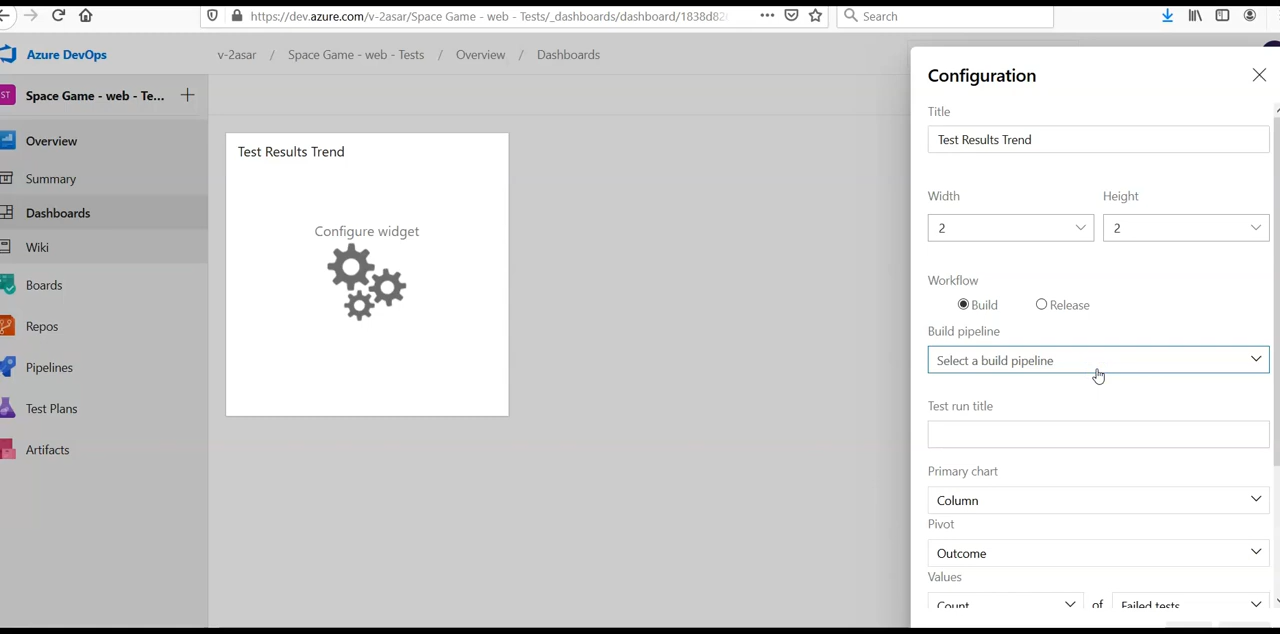 https://dev.azure.com/v-2asar/Space Game - web - Tests/_dashboards/dashboard/1838d82
Search
Azure DevOps
v-2asar / Space Game - web - Tests / Overview / Dashboards
ST Space Game - web - Te... +
Overview
Summary
Dashboards
Wiki
Boards
Repos
Pipelines
Test Plans
Artifacts
Test Results Trend
Configure widget
Configuration
Title
Test Results Trend
Width Height
2 2
Workflow
Build Release
Build pipeline
Select a build pipeline
Test run title
Primary chart
Column
Pivot
Outcome
Values
Count of Failed tests